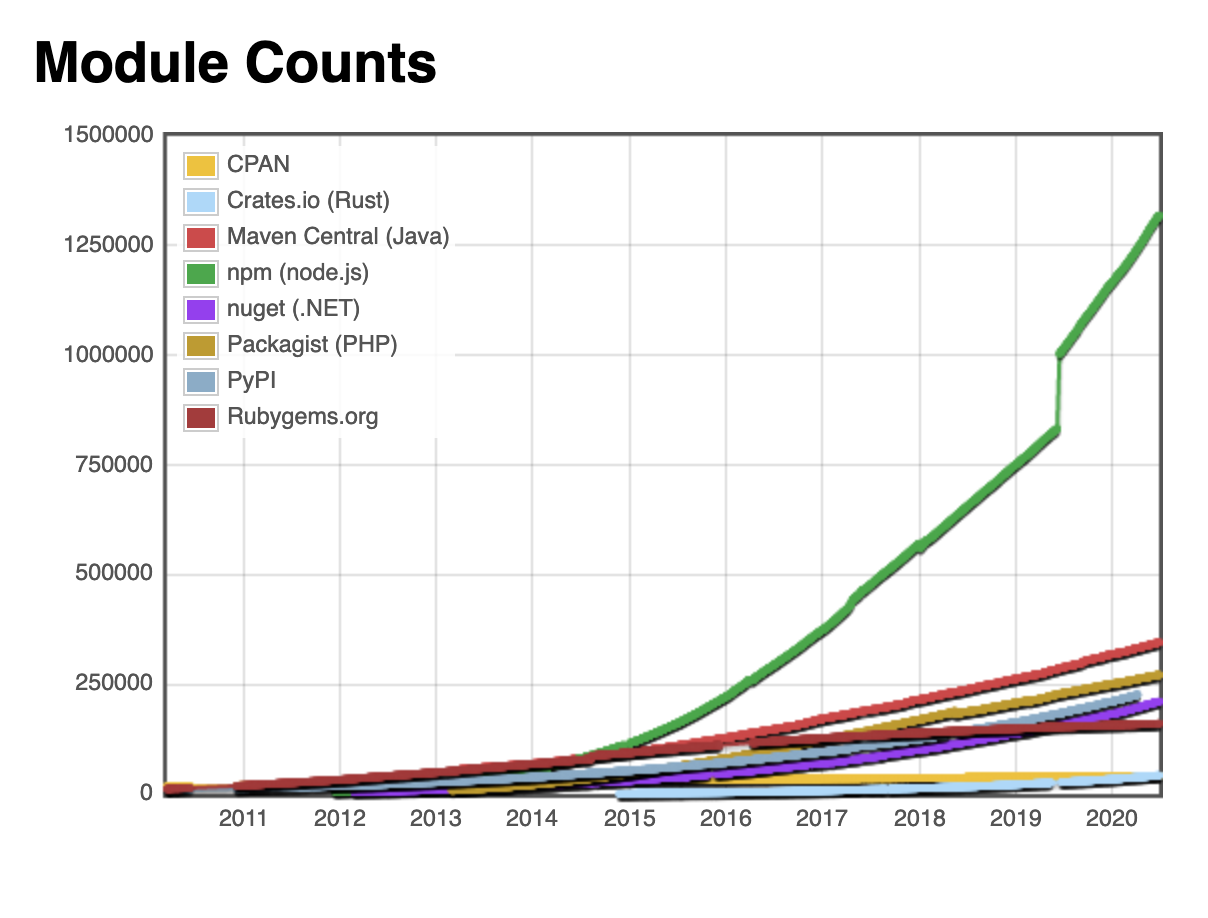 Module Counts
1500000
1250000
1000000
750000
500000
250000
0
CPAN
Crates.io (Rust)
Maven Central (Java)
npm (node.js)
nuget (.NET)
Packagist (PHP)
PyPI
Rubygems.org
2011 2012 2013 2014 2015 2016 2017 2018 2019 2020